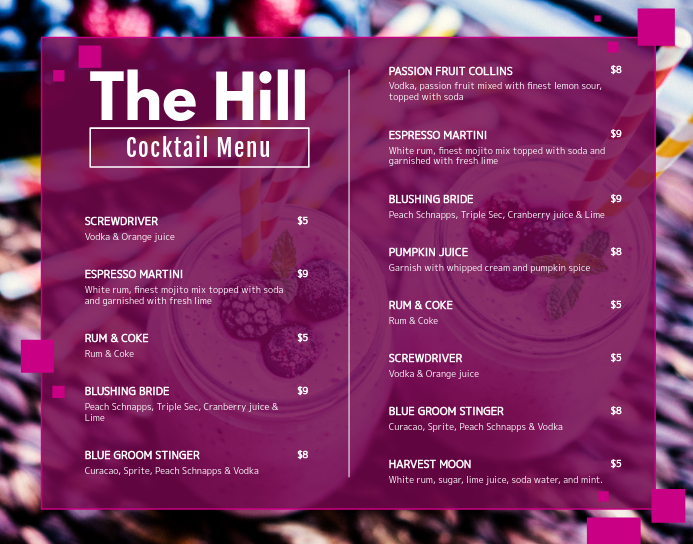 The Hill
Cocktail Menu
SCREWDRIVER $5
Vodka & Orange juice
ESPRESSO MARTINI $9
White rum, finest mojito mix topped with soda
and garnished with fresh lime
RUM & COKE $5
Rum & Coke
BLUSHING BRIDE $9
Peach Schnapps, Triple Sec, Cranberry juice &
Lime
BLUE GROOM STINGER $8
Curacao, Sprite, Peach Schnapps & Vodka
PASSION FRUIT COLLINS $8
Vodka, passion fruit mixed with finest lemon sour,
topped with soda
ESPRESSO MARTINI $9
White rum, finest mojito mix topped with soda and
garnished with fresh lime
BLUSHING BRIDE $9
Peach Schnapps, Triple Sec, Cranberry juice & Lime
PUMPKIN JUICE $8
Garnish with whipped cream and pumpkin spice
RUM & COKE $5
Rum & Coke
SCREWDRIVER $5
Vodka & Orange juice
BLUE GROOM STINGER $8
Curacao, Sprite, Peach Schnapps & Vodka
HARVEST MOON $5
White rum, sugar, lime juice, soda water, and mint.